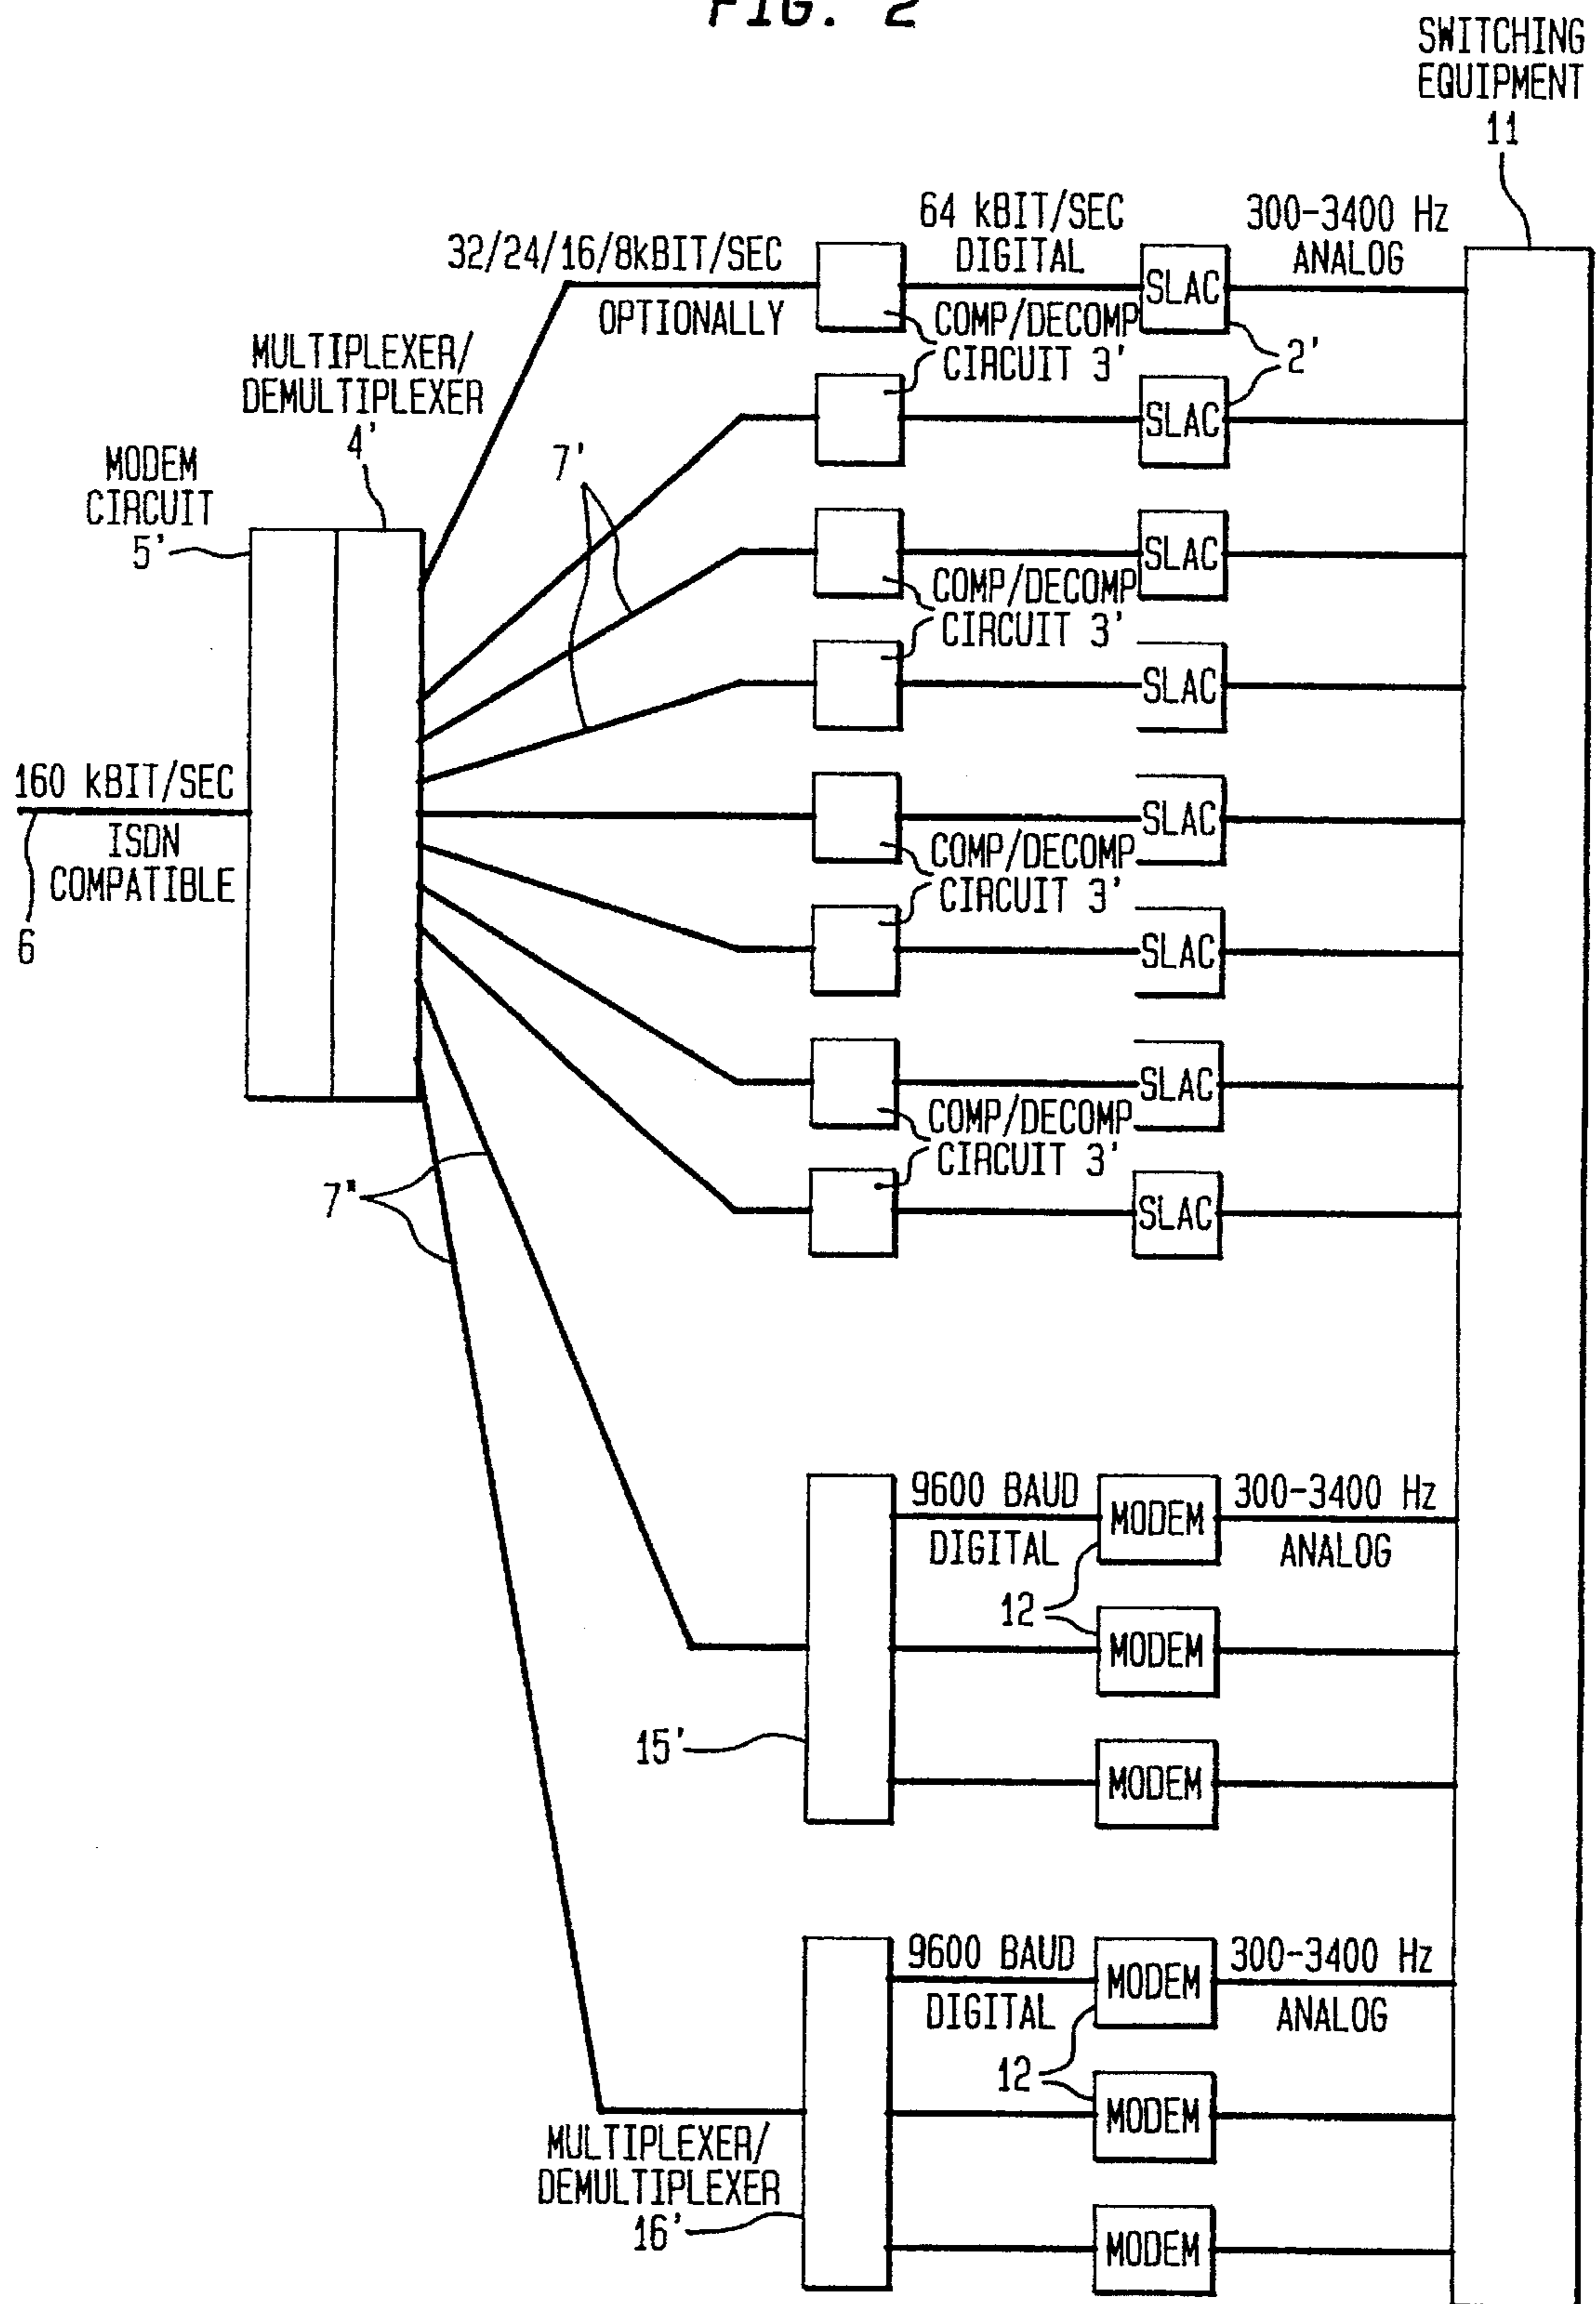 FIG. 2
SWITCHING
EQUIPMENT
11
32/24/16/8kBIT/SEC
OPTIONALLY
64 kBIT/SEC
DIGITAL
300-3400 Hz
ANALOG
SLAC
COMP/DECOMP
CIRCUIT 3'
2'
SLAC
MULTIPLEXER/
DEMULTIPLEXER
4'
MODEM
CIRCUIT
5'
7'
SLAC
COMP/DECOMP
CIRCUIT 3'
SLAC
160 kBIT/SEC
ISDN
COMPATIBLE
6
SLAC
COMP/DECOMP
CIRCUIT 3'
SLAC
SLAC
COMP/DECOMP
CIRCUIT 3'
SLAC
7"
9600 BAUD
DIGITAL
MODEM
300-3400 Hz
ANALOG
12
MODEM
15'
MODEM
9600 BAUD
DIGITAL
MODEM
300-3400 Hz
ANALOG
12
MODEM
MULTIPLEXER/
DEMULTIPLEXER
16'
MODEM